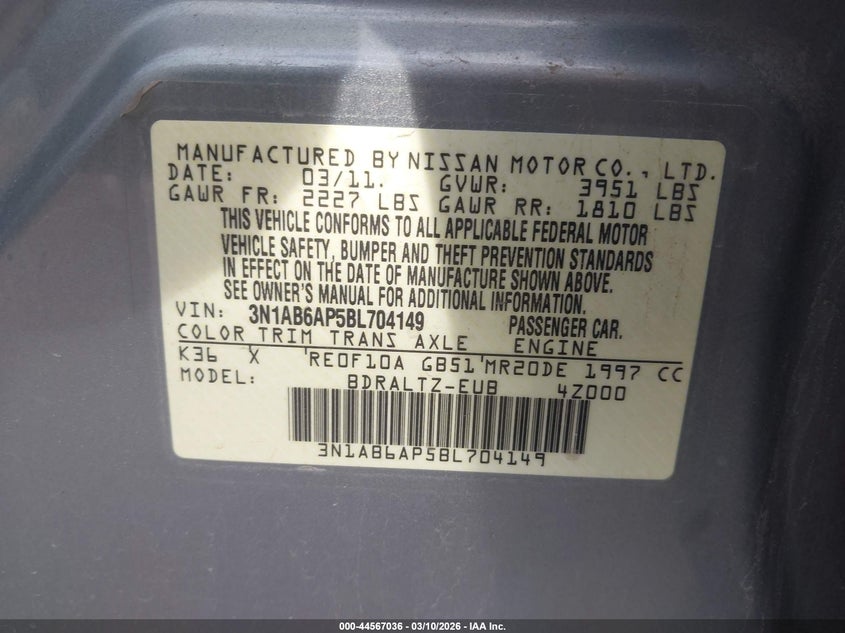 MANUFACTURED BY NISSAN MOTOR CO., LTD.
DATE: 03/11. GVWR: 3951 LBS
GAWR FR: 2227 LBS GAWR RR: 1810 LBS
THIS VEHICLE CONFORMS TO ALL APPLICABLE FEDERAL MOTOR
VEHICLE SAFETY, BUMPER AND THEFT PREVENTION STANDARDS
IN EFFECT ON THE DATE OF MANUFACTURE SHOWN ABOVE.
SEE OWNER'S MANUAL FOR ADDITIONAL INFORMATION.
VIN: 3N1AB6AP5BL704149 PASSENGER CAR.
COLOR TRIM TRANS AXLE ENGINE
K36 X RE0F10A GB51 MR20DE 1997 CC
MODEL: BDRALTZ-EUB 4Z000
3N1AB6AP5BL704149
000-44567036 — 03/10/2026 — IAA Inc.